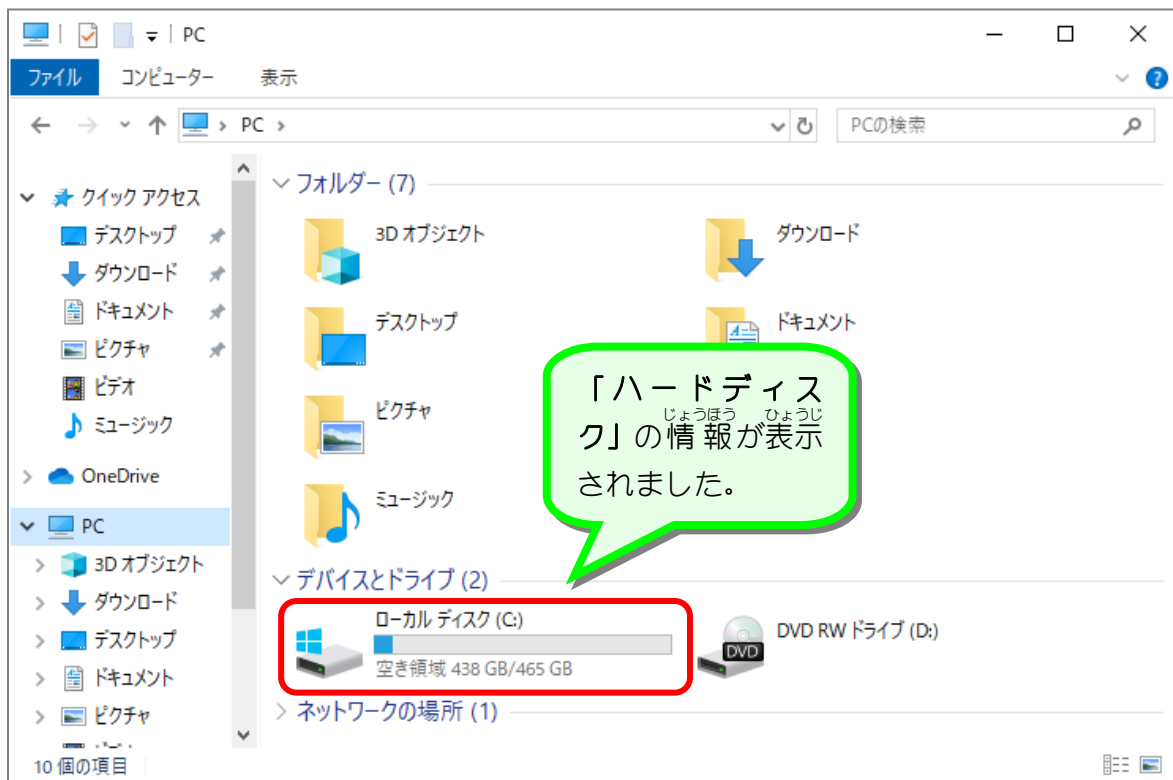 PC
ファイル コンピューター 表示
PC
PCの検索
クイック アクセス
デスクトップ
ダウンロード
ドキュメント
ピクチャ
ビデオ
ミュージック
OneDrive
PC
3D オブジェクト
ダウンロード
デスクトップ
ドキュメント
ピクチャ
フォルダー (7)
3D オブジェクト
ダウンロード
デスクトップ
ドキュメント
ピクチャ
ミュージック
「ハードディス
じょうほう ひょうじ
ク」の情報が表示
されました。
デバイスとドライブ (2)
ローカル ディスク (C:)
空き領域 438 GB/465 GB
DVD
DVD RW ドライブ (D:)
ネットワークの場所 (1)
10 個の項目